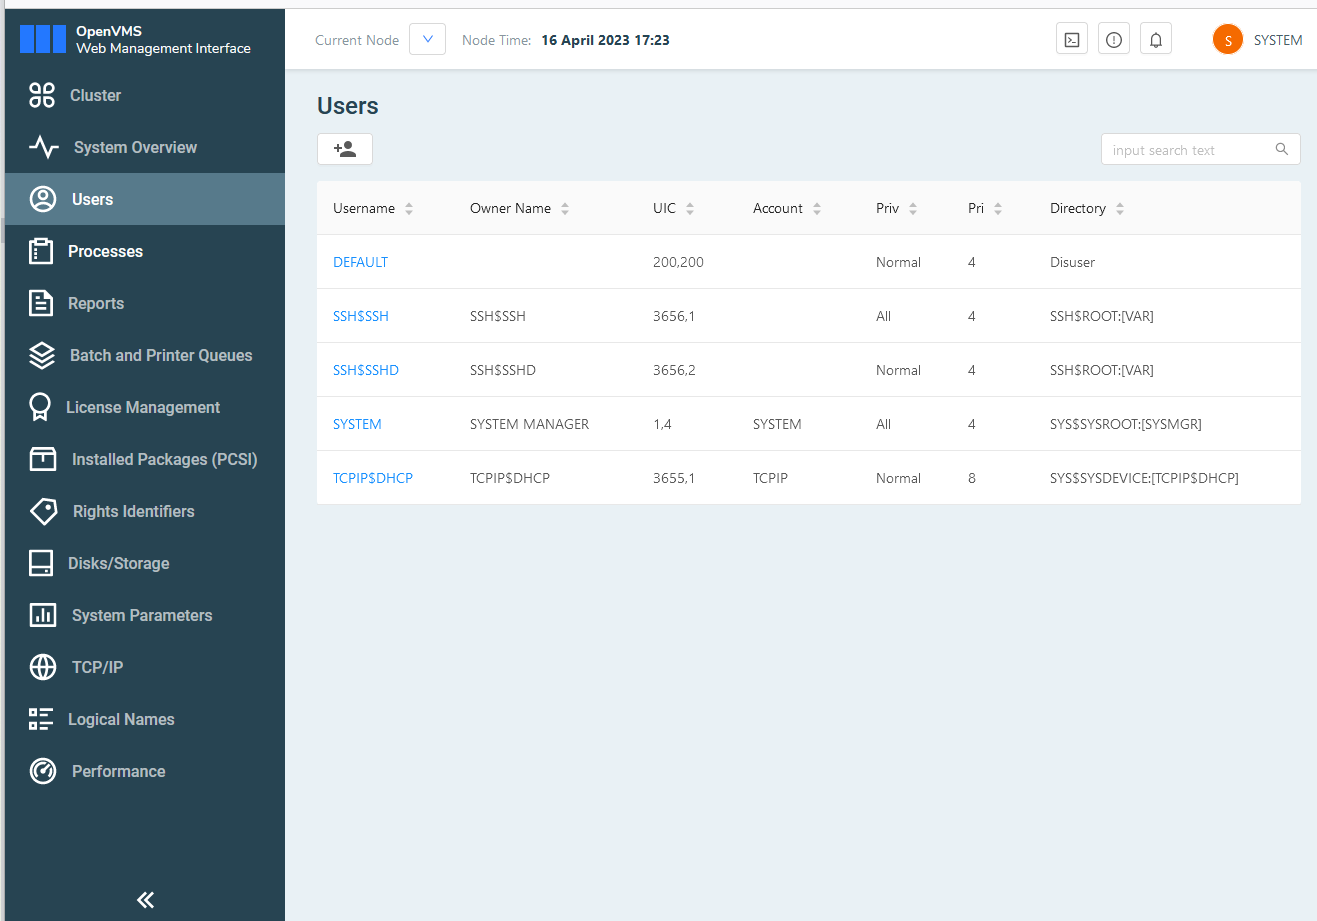 OpenVMS
Web Management Interface
Cluster
System Overview
Users
Processes
Reports
Batch and Printer Queues
License Management
Installed Packages (PCSI)
Rights Identifiers
Disks/Storage
System Parameters
TCP/IP
Logical Names
Performance
Current Node Node Time: 16 April 2023 17:23 S SYSTEM
Users
input search text
Username Owner Name UIC Account Priv Pri Directory
DEFAULT 200,200 Normal 4 Disuser
SSH$SSH SSH$SSH 3656,1 All 4 SSH$ROOT:[VAR]
SSH$SSHD SSH$SSHD 3656,2 Normal 4 SSH$ROOT:[VAR]
SYSTEM SYSTEM MANAGER 1,4 SYSTEM All 4 SYS$SYSROOT:[SYSMGR]
TCPIP$DHCP TCPIP$DHCP 3655,1 TCPIP Normal 8 SYS$SYSDEVICE:[TCPIP$DHCP]